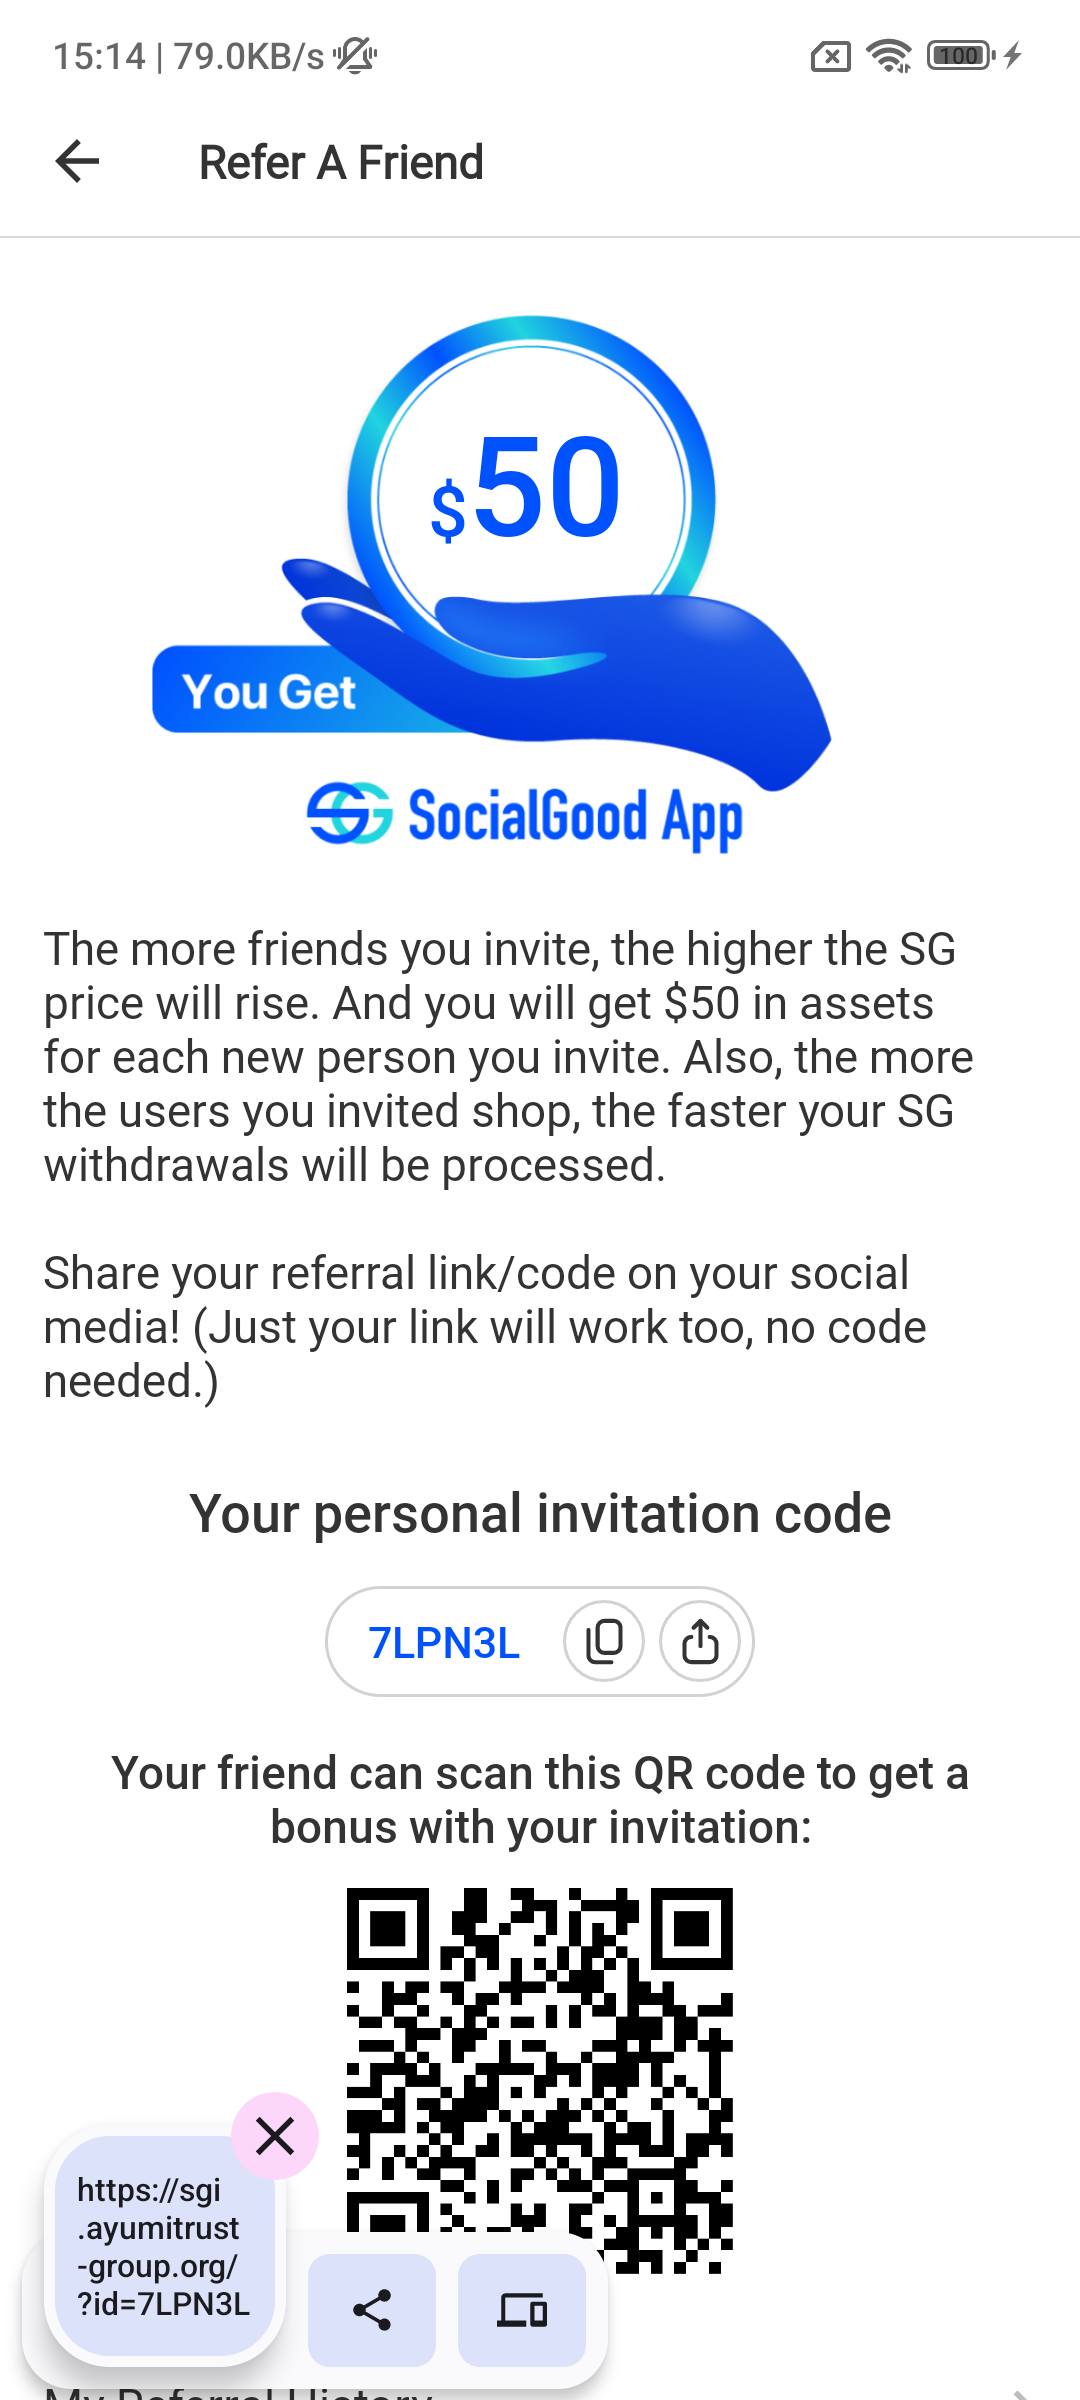 15:14 | 79.0KB/s
100
Refer A Friend
$50
You Get
SG SocialGood App
The more friends you invite, the higher the SG
price will rise. And you will get $50 in assets
for each new person you invite. Also, the more
the users you invited shop, the faster your SG
withdrawals will be processed.
Share your referral link/code on your social
media! (Just your link will work too, no code
needed.)
Your personal invitation code
7LPN3L
Your friend can scan this QR code to get a
bonus with your invitation:
https://sgi
.ayumitrust
-group.org/
?id=7LPN3L
My Referral History